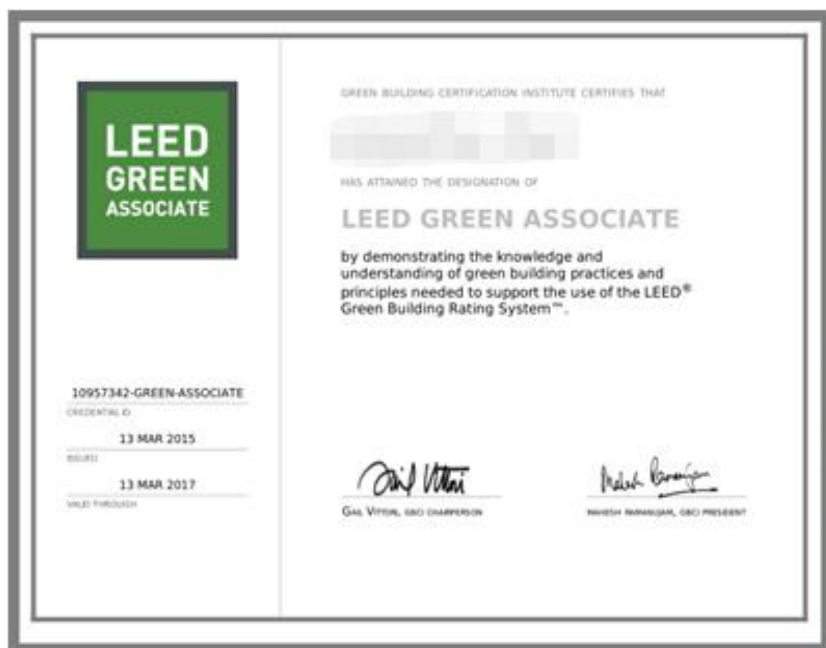 LEED
GREEN
ASSOCIATE
10957342-GREEN-ASSOCIATE
CREDENTIAL ID
13 MAR 2015
ISSUED
13 MAR 2017
VALID THROUGH
GREEN BUILDING CERTIFICATION INSTITUTE CERTIFIES THAT
HAS ATTAINED THE DESIGNATION OF
LEED GREEN ASSOCIATE
by demonstrating the knowledge and
understanding of green building practices and
principles needed to support the use of the LEED®
Green Building Rating System™.
GAIL VITTORI, GBCI CHAIRPERSON
MAHESH RAMANUJAM, GBCI PRESIDENT